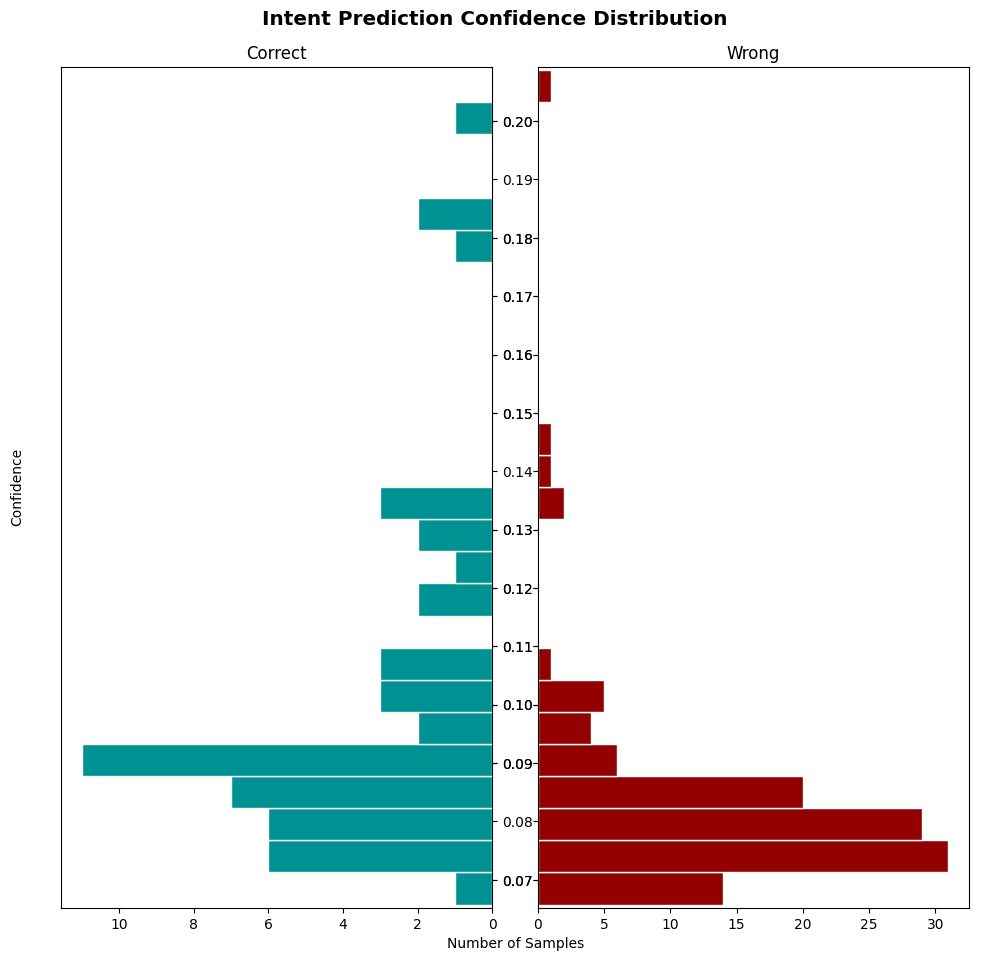 Intent Prediction Confidence Distribution
Correct Wrong
0.20
0.19
0.18
0.17
0.16
0.15
0.14
0.13
0.12
0.11
0.10
0.09
0.08
0.07
Confidence
10 8 6 4 2 0 0 5 10 15 20 25 30
Number of Samples